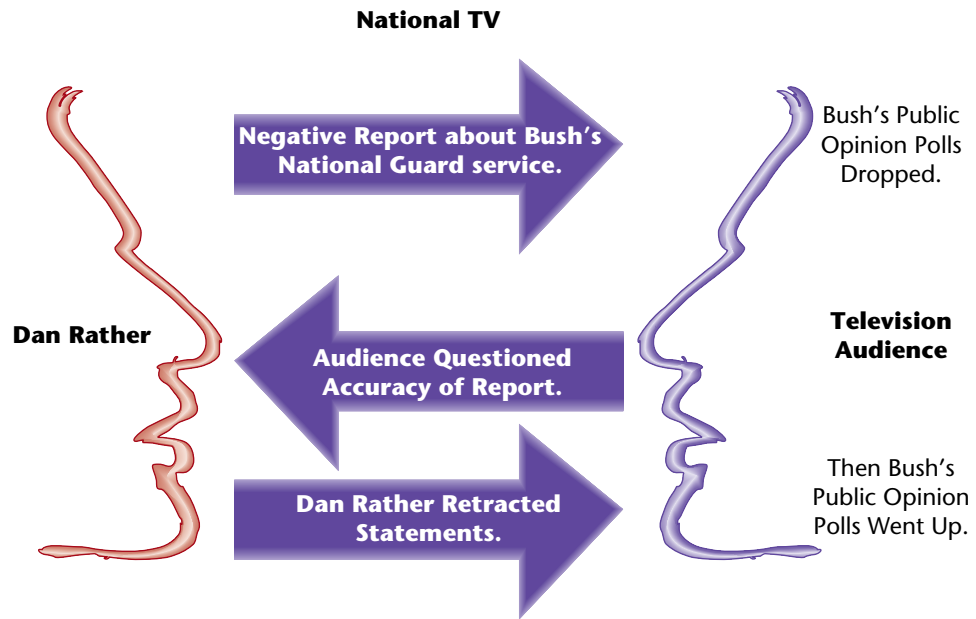 National TV
Negative Report about Bush's
National Guard service.
Bush's Public
Opinion Polls
Dropped.
Dan Rather
Audience Questioned
Accuracy of Report.
Television
Audience
Dan Rather Retracted
Statements.
Then Bush's
Public Opinion
Polls Went Up.